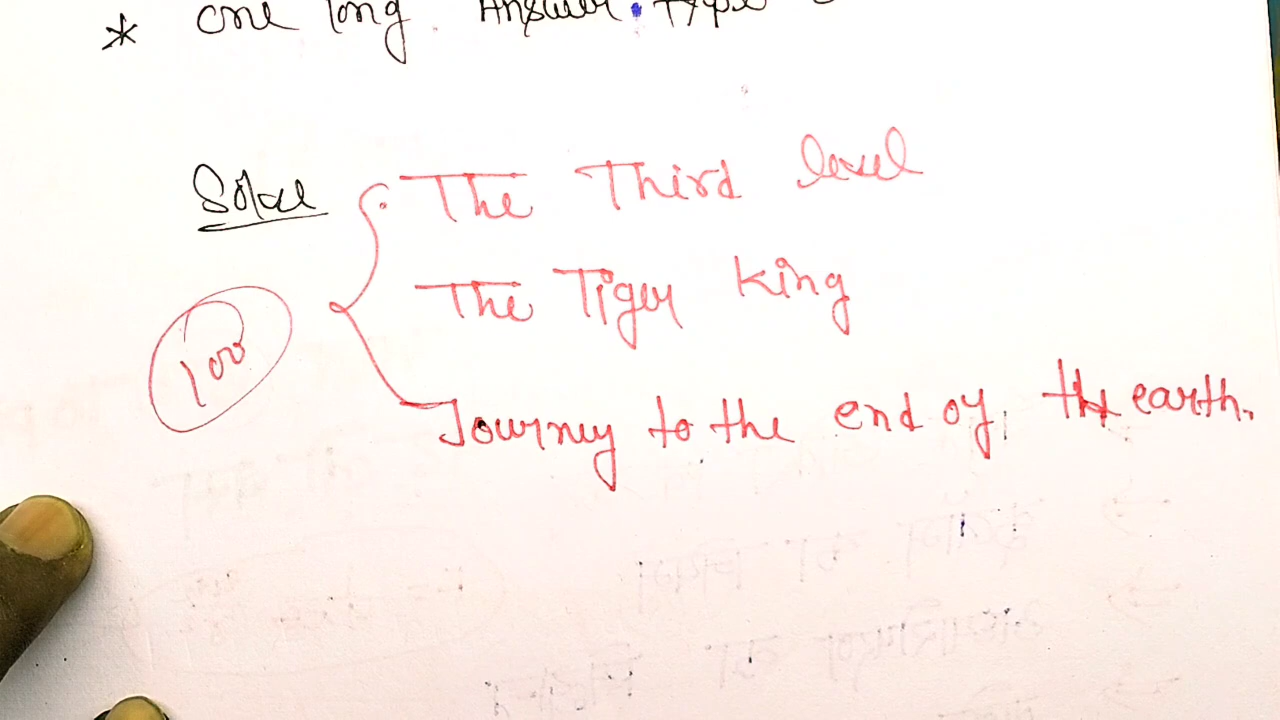 * One long Answer Type
Solve
The Third level
The Tiger King
100
Journey to the end of the earth.